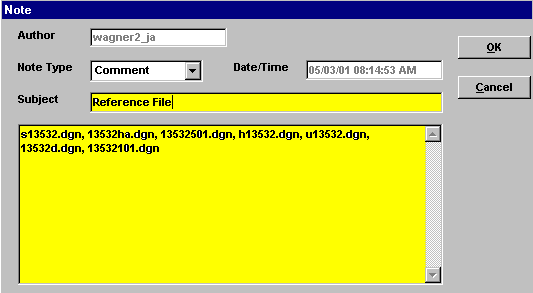 Note
Author wagner2_ja
OK
Note Type Comment Date/Time 05/03/01 08:14:53 AM
Cancel
Subject Reference File
s13532.dgn, 13532ha.dgn, 13532501.dgn, h13532.dgn, u13532.dgn,
13532d.dgn, 13532101.dgn